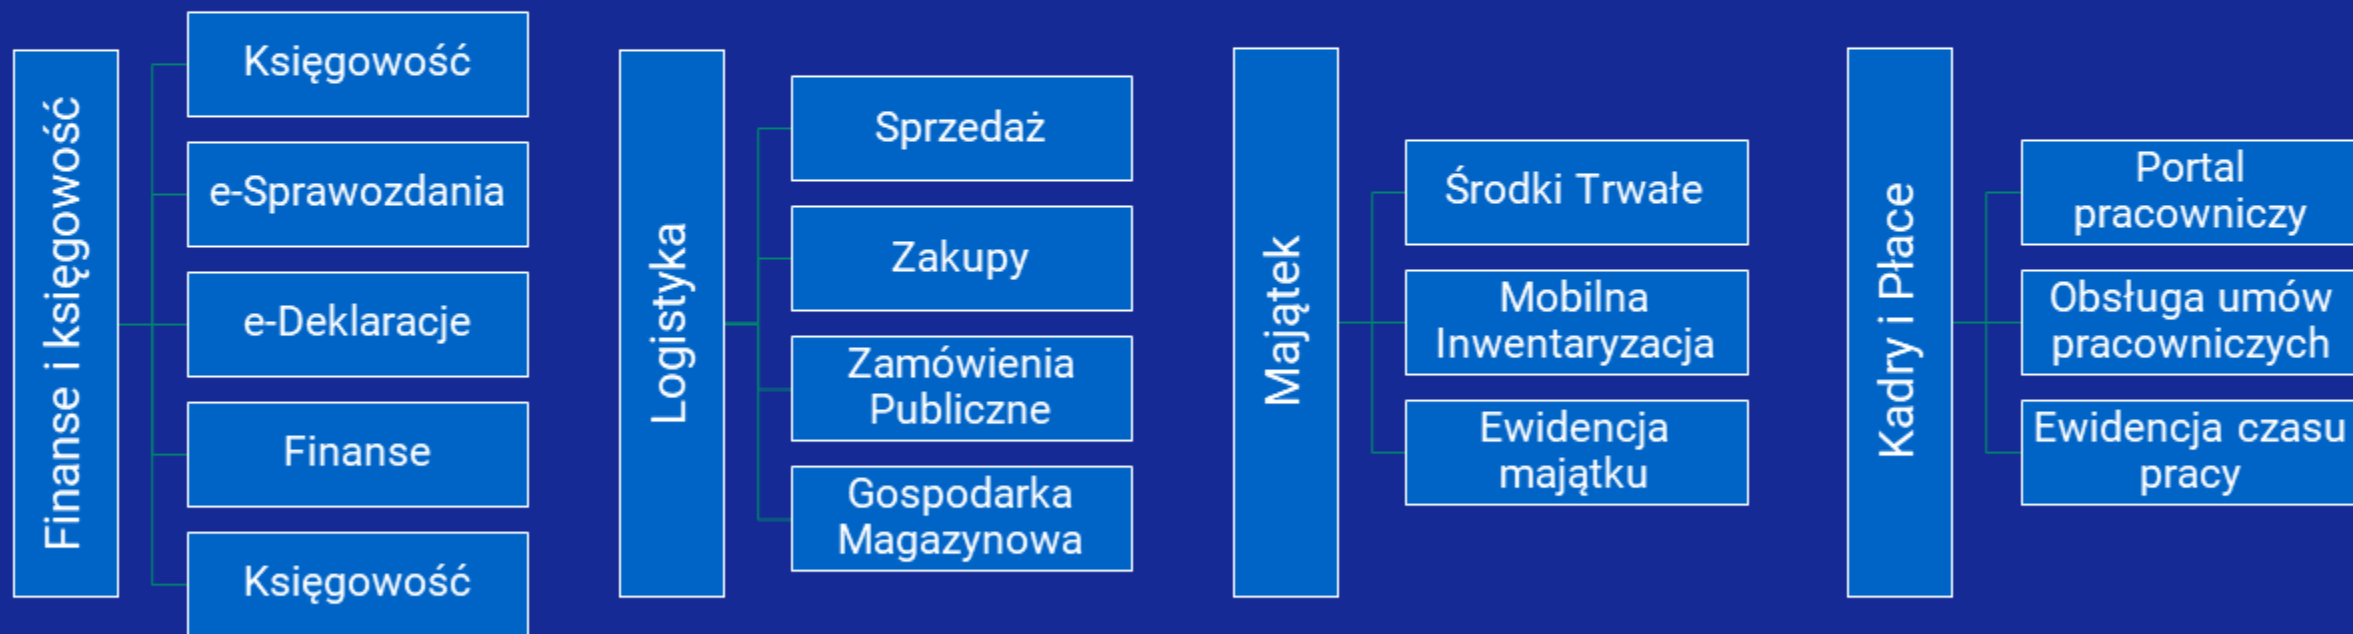 Finanse i księgowość
Księgowość
e-Sprawozdania
e-Deklaracje
Finanse
Księgowość
Logistyka
Sprzedaż
Zakupy
Zamówienia
Publiczne
Gospodarka
Magazynowa
Majątek
Środki Trwałe
Mobilna
Inwentaryzacja
Ewidencja
majątku
Kadry i Płace
Portal
pracowniczy
Obsługa umów
pracowniczych
Ewidencja czasu
pracy